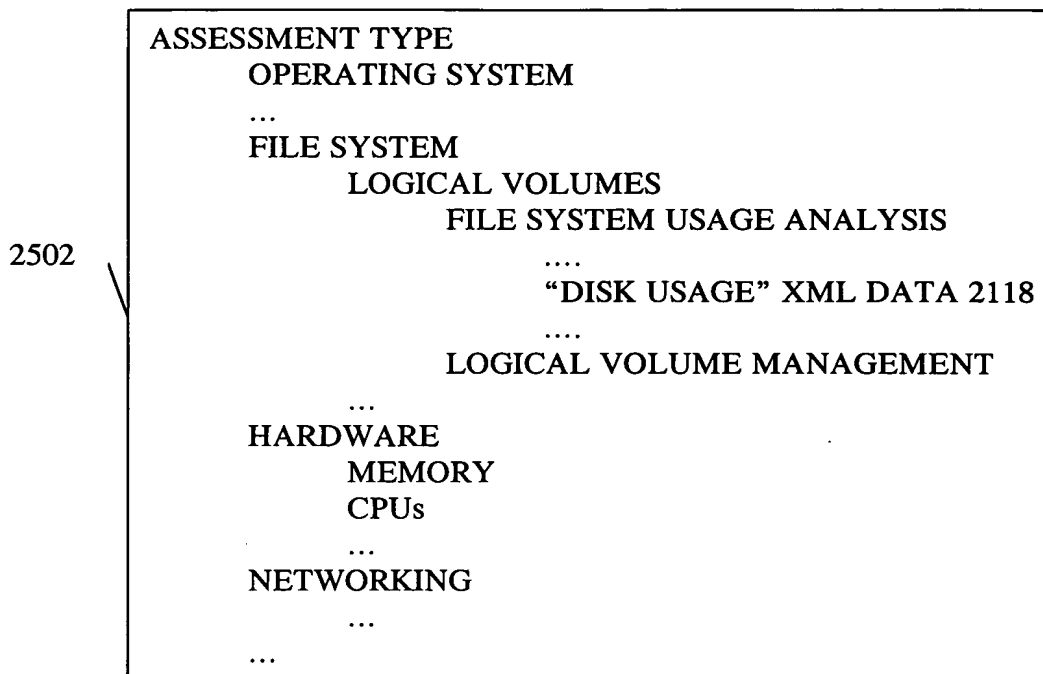 ASSESSMENT TYPE
OPERATING SYSTEM
...
FILE SYSTEM
LOGICAL VOLUMES
FILE SYSTEM USAGE ANALYSIS
....
2502
“DISK USAGE” XML DATA 2118
....
LOGICAL VOLUME MANAGEMENT
...
HARDWARE
MEMORY
CPUs
...
NETWORKING
...
...